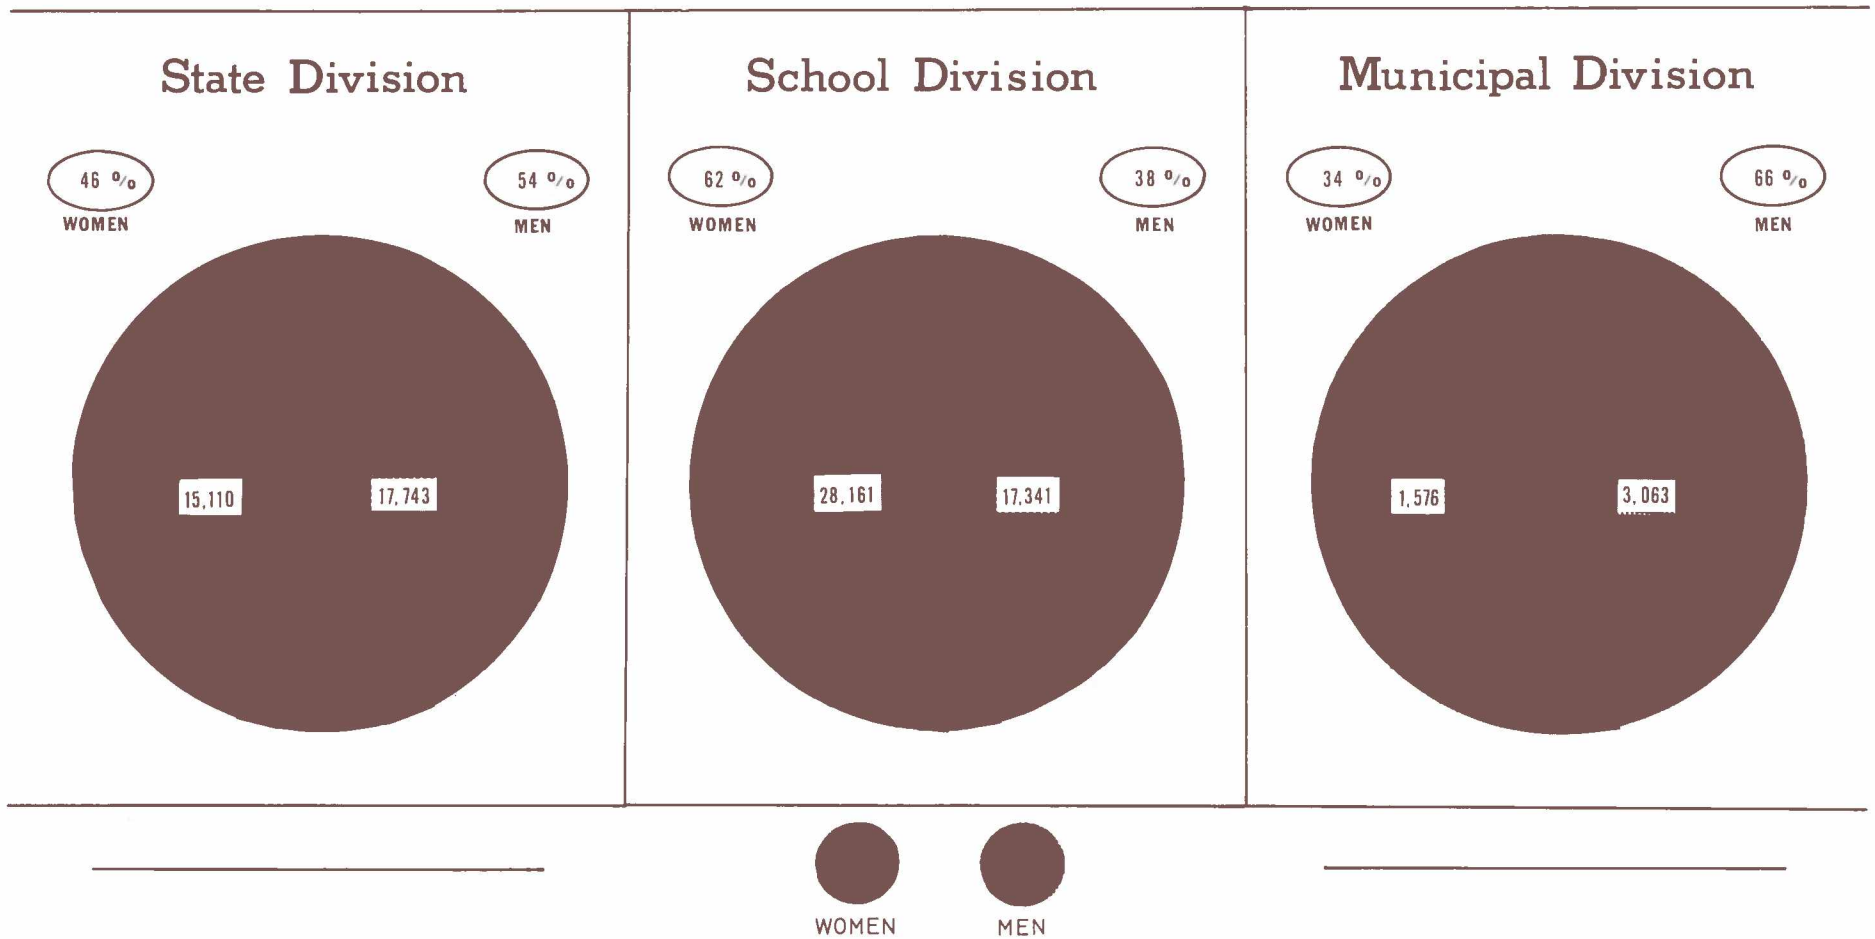 State Division
46 %
WOMEN
54 %
MEN
15,110
17,743
School Division
62 %
WOMEN
38 %
MEN
28,161
17,341
Municipal Division
34 %
WOMEN
66 %
MEN
1,576
3,063
WOMEN
MEN